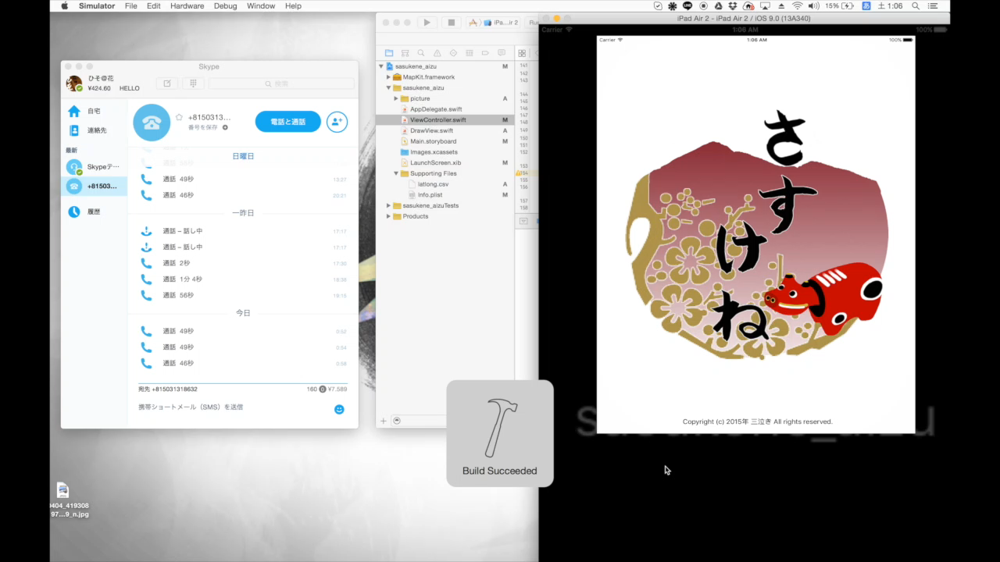 Simulator File Edit Hardware Debug Window Help
15% 土 1:06
Skype
ひそ@花
¥424.60 HELLO
検索
自宅
連絡先
最新
Skypeテ…
+81503…
履歴
+8150313…
番号を保存
電話と通話
日曜日
通話 49秒 13:27
通話 46秒 20:21
一昨日
通話 – 話し中 17:17
通話 – 話し中 17:17
通話 2秒 17:30
通話 1分 4秒 18:38
通話 56秒 19:15
今日
通話 49秒 0:52
通話 49秒 0:54
通話 46秒 0:58
宛先 +815031318632 160 0 ¥7.589
携帯ショートメール（SMS）を送信
iPa...ir 2
sasukene_aizu M
MapKit.framework
sasukene_aizu
picture A
AppDelegate.swift
ViewController.swift M
DrawView.swift A
Main.storyboard M
Images.xcassets
LaunchScreen.xib M
Supporting Files
latlong.csv A
Info.plist M
sasukene_aizuTests
Products
141
142
143
144
145
146
147
148
149
150
151
152
153
154
155
156
157
158
Build Succeeded
iPad Air 2 - iPad Air 2 / iOS 9.0 (13A340)
Carrier 1:06 AM 100%
Carrier 1:06 AM 100%
さすけね
Copyright (c) 2015年 三泣き All rights reserved.
0404_419308
97...9_n.jpg